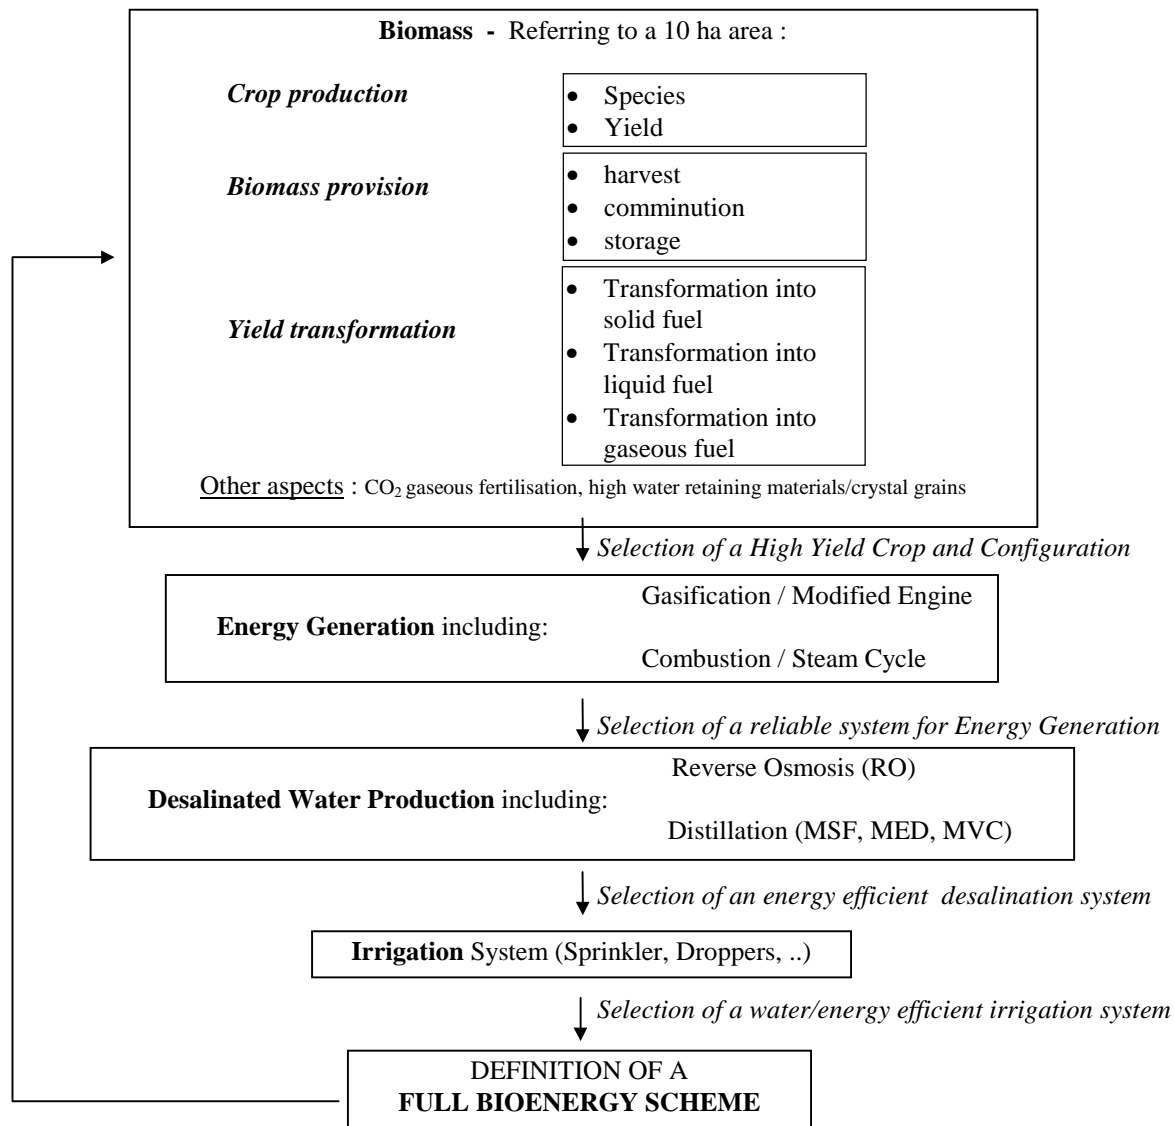 Biomass - Referring to a 10 ha area :
Crop production
• Species
• Yield
Biomass provision
• harvest
• comminution
• storage
Yield transformation
• Transformation into
solid fuel
• Transformation into
liquid fuel
• Transformation into
gaseous fuel
Other aspects : CO₂ gaseous fertilisation, high water retaining materials/crystal grains
Selection of a High Yield Crop and Configuration
Energy Generation including:
Gasification / Modified Engine
Combustion / Steam Cycle
Selection of a reliable system for Energy Generation
Desalinated Water Production including:
Reverse Osmosis (RO)
Distillation (MSF, MED, MVC)
Selection of an energy efficient desalination system
Irrigation System (Sprinkler, Droppers, ..)
Selection of a water/energy efficient irrigation system
DEFINITION OF A
FULL BIOENERGY SCHEME